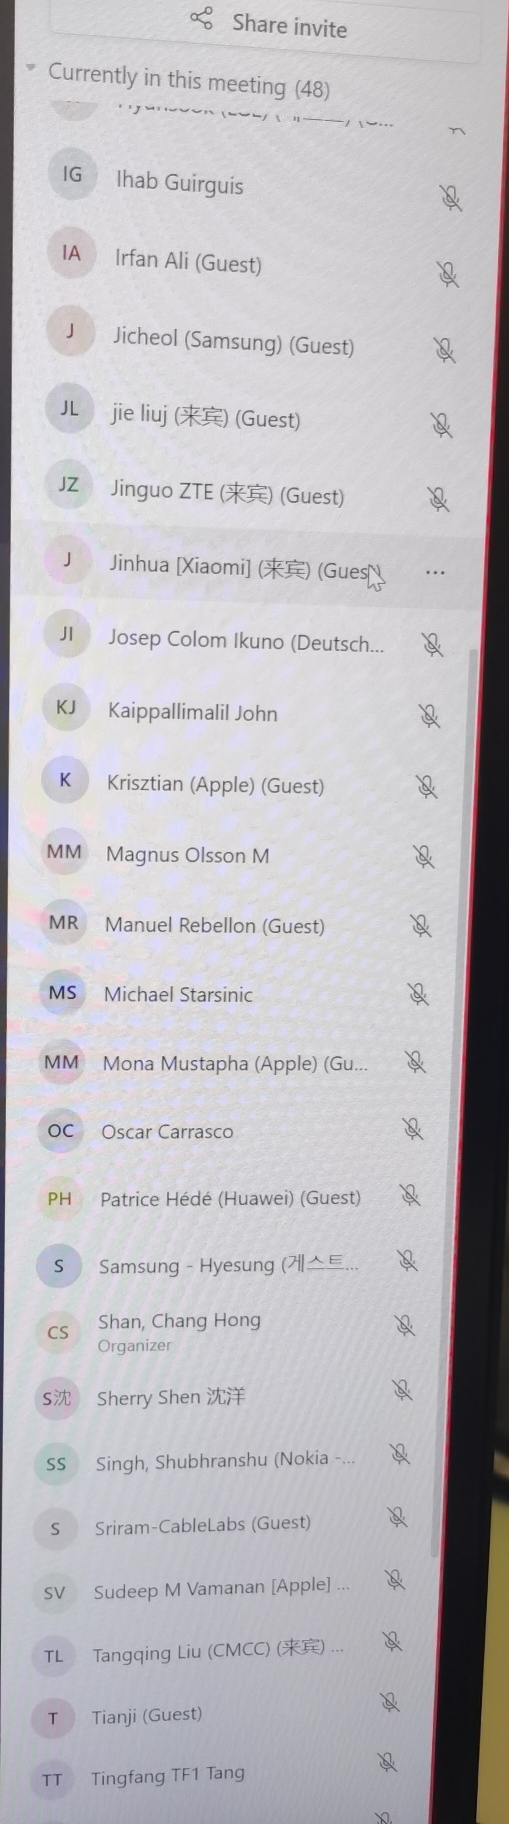 Share invite
Currently in this meeting (48)
IG Ihab Guirguis
IA Irfan Ali (Guest)
J Jicheol (Samsung) (Guest)
JL jie liuj (来宾) (Guest)
JZ Jinguo ZTE (来宾) (Guest)
J Jinhua [Xiaomi] (来宾) (Guest) ...
JI Josep Colom Ikuno (Deutsch...
KJ Kaippallimalil John
K Krisztian (Apple) (Guest)
MM Magnus Olsson M
MR Manuel Rebellon (Guest)
MS Michael Starsinic
MM Mona Mustapha (Apple) (Gu...
OC Oscar Carrasco
PH Patrice Hédé (Huawei) (Guest)
S Samsung - Hyesung (게스트...
CS Shan, Chang Hong
Organizer
S沈 Sherry Shen 沈洋
SS Singh, Shubhranshu (Nokia -...
S Sriram-CableLabs (Guest)
SV Sudeep M Vamanan [Apple] ...
TL Tangqing Liu (CMCC) (来宾) ...
T Tianji (Guest)
TT Tingfang TF1 Tang